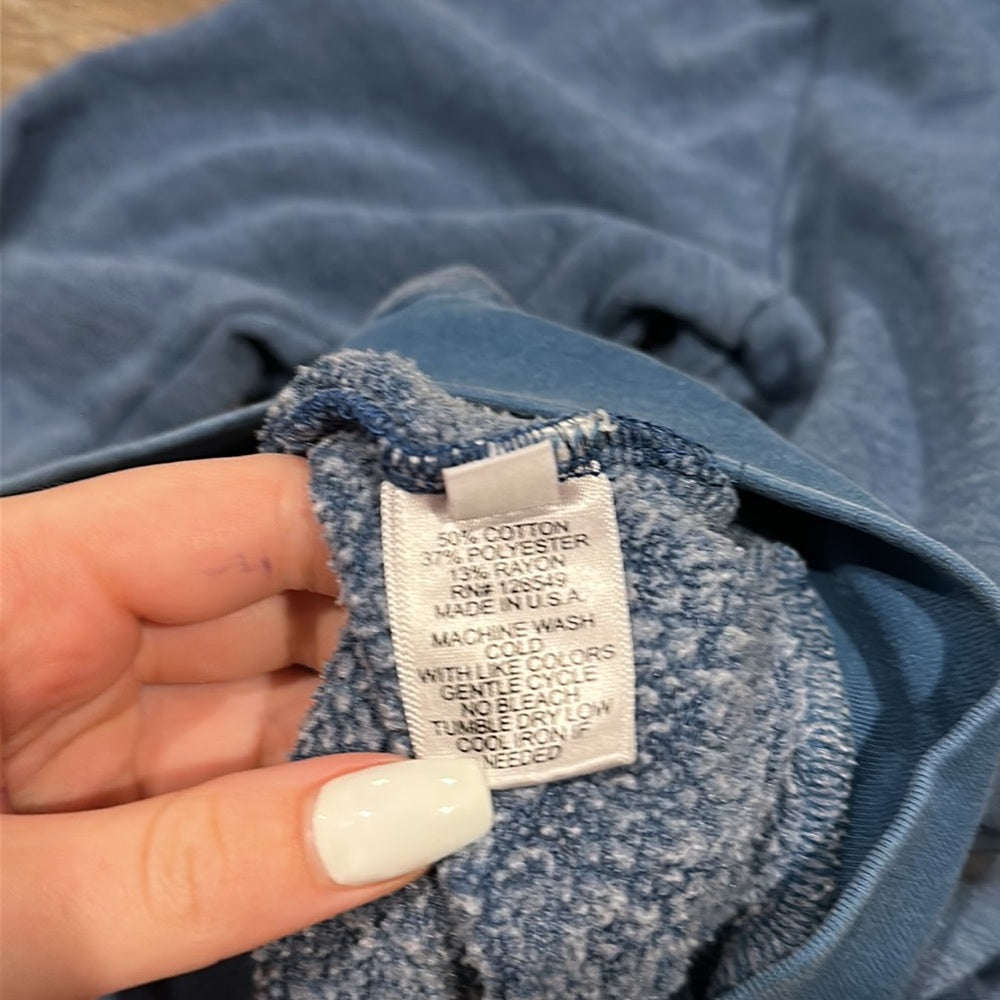 50% COTTON
37% POLYESTER
13% RAYON
RN# 128549
MADE IN U.S.A.
MACHINE WASH
COLD
WITH LIKE COLORS
GENTLE CYCLE
NO BLEACH
TUMBLE DRY LOW
COOL IRON IF
NEEDED